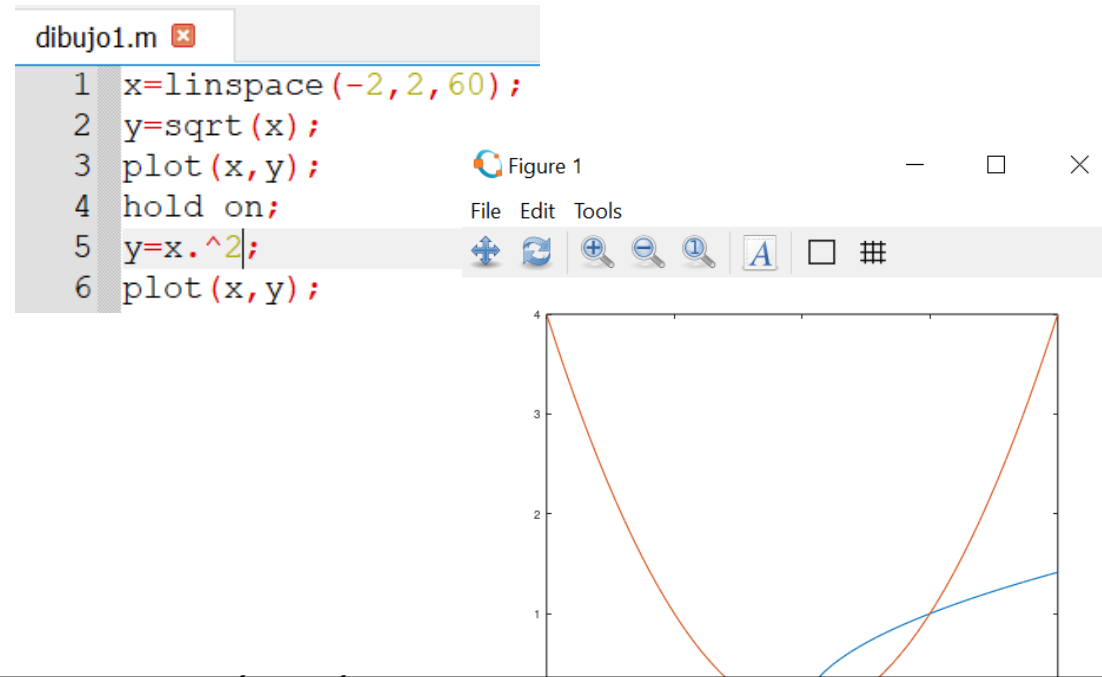 dibujo1.m
1 x=linspace(-2,2,60);
2 y=sqrt(x);
3 plot(x,y);
4 hold on;
5 y=x.^2;
6 plot(x,y);
Figure 1
File Edit Tools
1
A
4
3
2
1